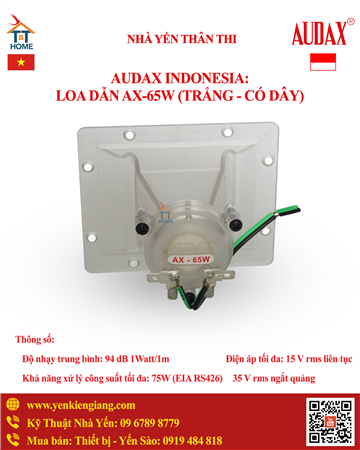 TT
HOME
NHÀ YẾN THÂN THI
AUDAX®
AUDAX INDONESIA:
LOA DẪN AX-65W (TRẮNG - CÓ DÂY)
AUDAX
AX - 65W
Thông số:
Độ nhạy trung bình: 94 dB 1Watt/1m Điện áp tối đa: 15 V rms liên tục
Khả năng xử lý công suất tối đa: 75W (EIA RS426) 35 V rms ngắt quảng
www.yenkiengiang.com
Kỹ Thuật Nhà Yến: 09 6789 8779
Mua bán: Thiết bị - Yến Sào: 0919 484 818